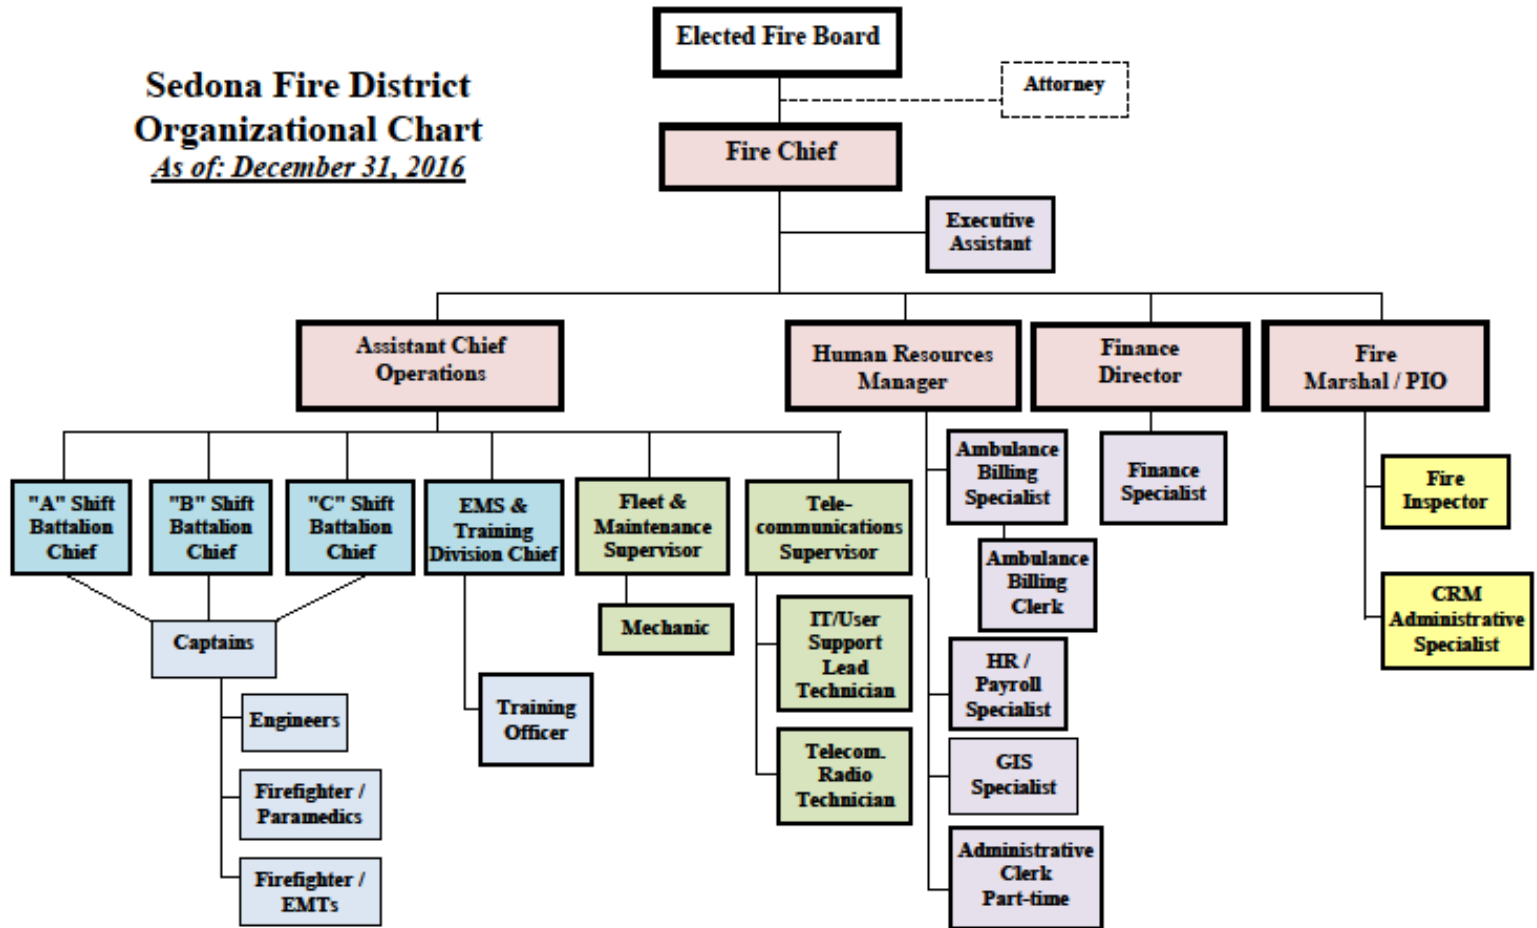 Elected Fire Board
Attorney
Sedona Fire District
Organizational Chart
As of: December 31, 2016
Fire Chief
Executive
Assistant
Assistant Chief
Operations
Human Resources
Manager
Finance
Director
Fire
Marshal / PIO
"A" Shift
Battalion
Chief
"B" Shift
Battalion
Chief
"C" Shift
Battalion
Chief
EMS &
Training
Division Chief
Fleet &
Maintenance
Supervisor
Tele-
communications
Supervisor
Ambulance
Billing
Specialist
Finance
Specialist
Fire
Inspector
Ambulance
Billing
Clerk
CRM
Administrative
Specialist
Captains
Mechanic
IT/User
Support
Lead
Technician
HR /
Payroll
Specialist
Engineers
Training
Officer
Telecom.
Radio
Technician
GIS
Specialist
Firefighter /
Paramedics
Administrative
Clerk
Part-time
Firefighter /
EMTs